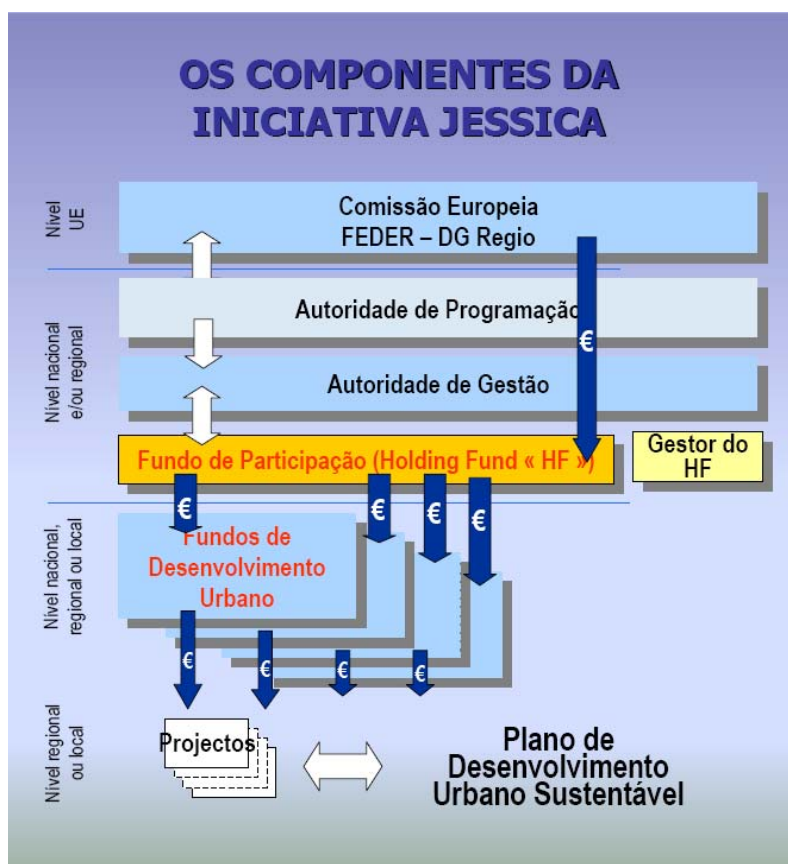 OS COMPONENTES DA
INICIATIVA JESSICA
Nível
UE
Comissão Europeia
FEDER – DG Regio
Nível nacional
e/ou regional
Autoridade de Programação
€
Autoridade de Gestão
Fundo de Participação (Holding Fund « HF »)
Gestor do
HF
€
€
€
€
Nível nacional,
regional ou local
Fundos de
Desenvolvimento
Urbano
€
€
€
€
Nível regional
ou local
Projectos
Plano de
Desenvolvimento
Urbano Sustentável